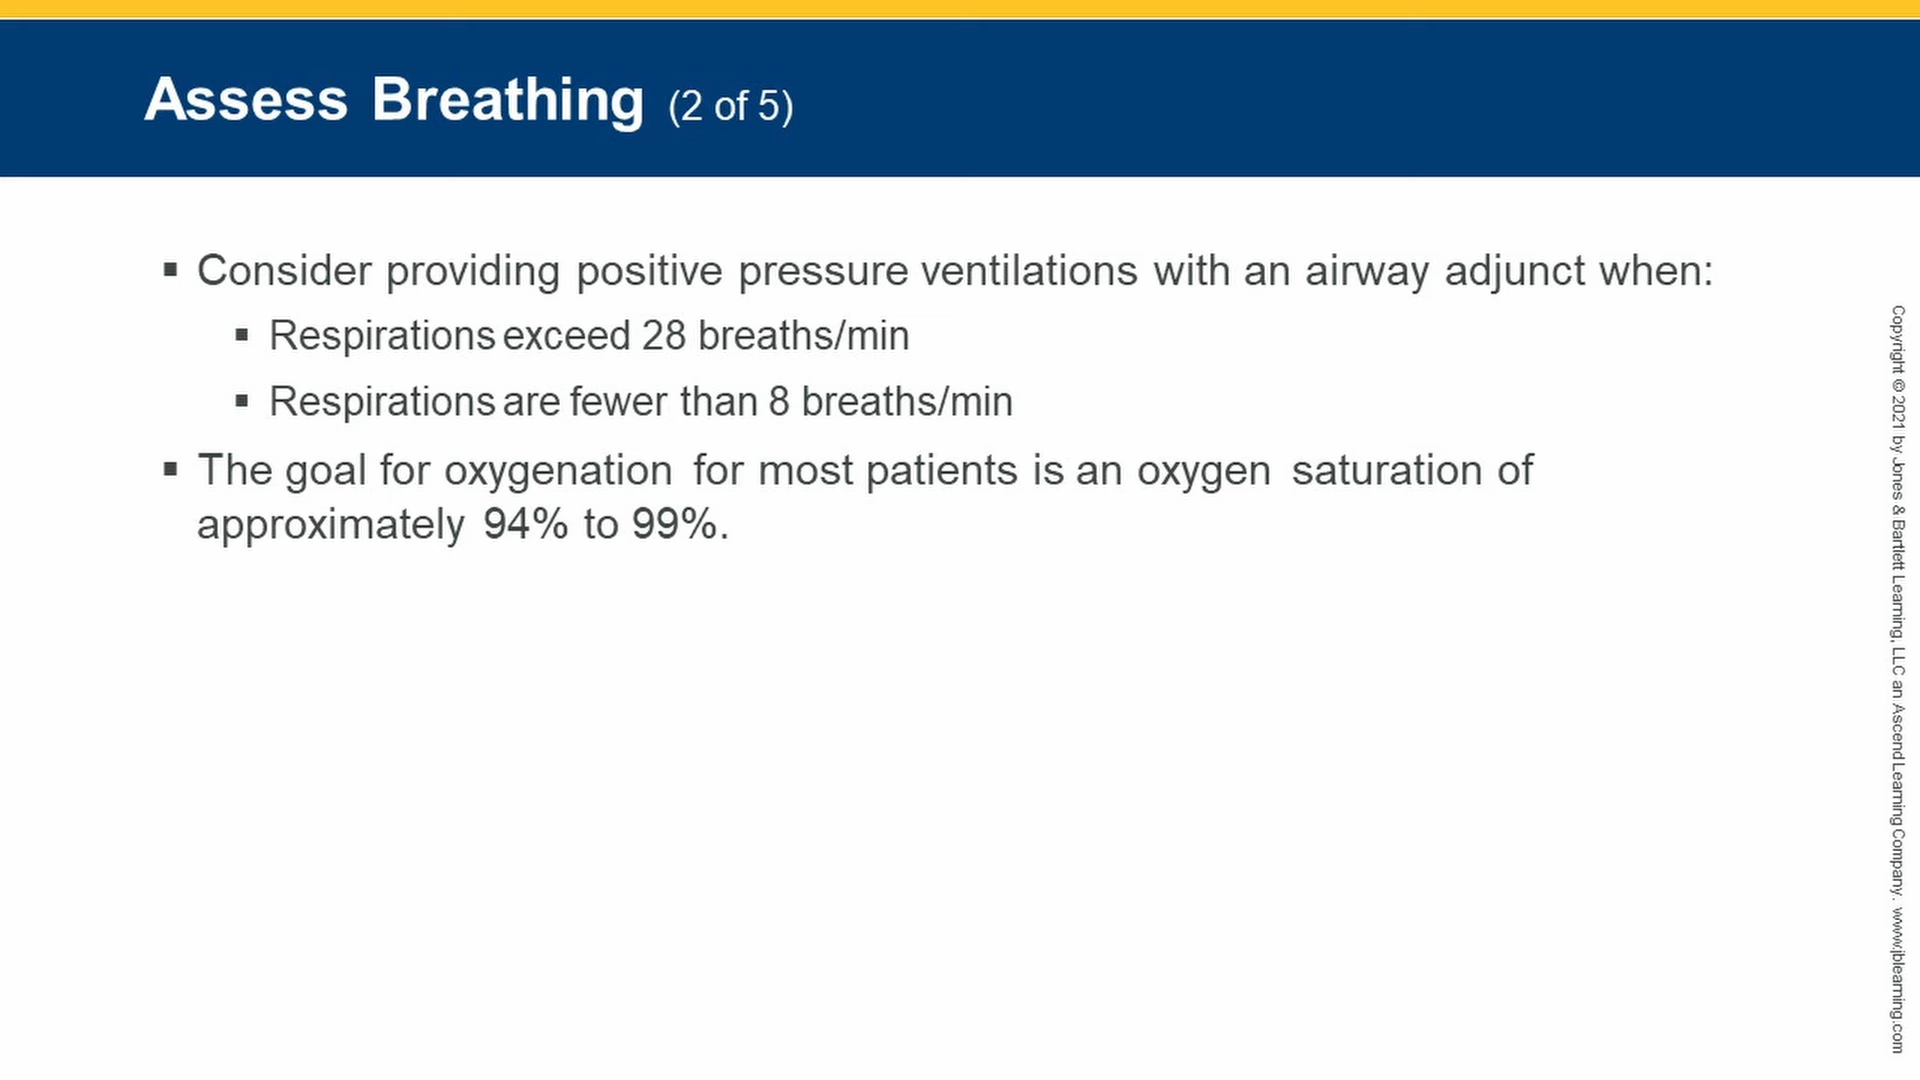 Assess Breathing (2 of 5)
▪ Consider providing positive pressure ventilations with an airway adjunct when:
▪ Respirations exceed 28 breaths/min
▪ Respirations are fewer than 8 breaths/min
▪ The goal for oxygenation for most patients is an oxygen saturation of
approximately 94% to 99%.
Copyright © 2021 by Jones & Bartlett Learning, LLC an Ascend Learning Company. www.jblearning.com